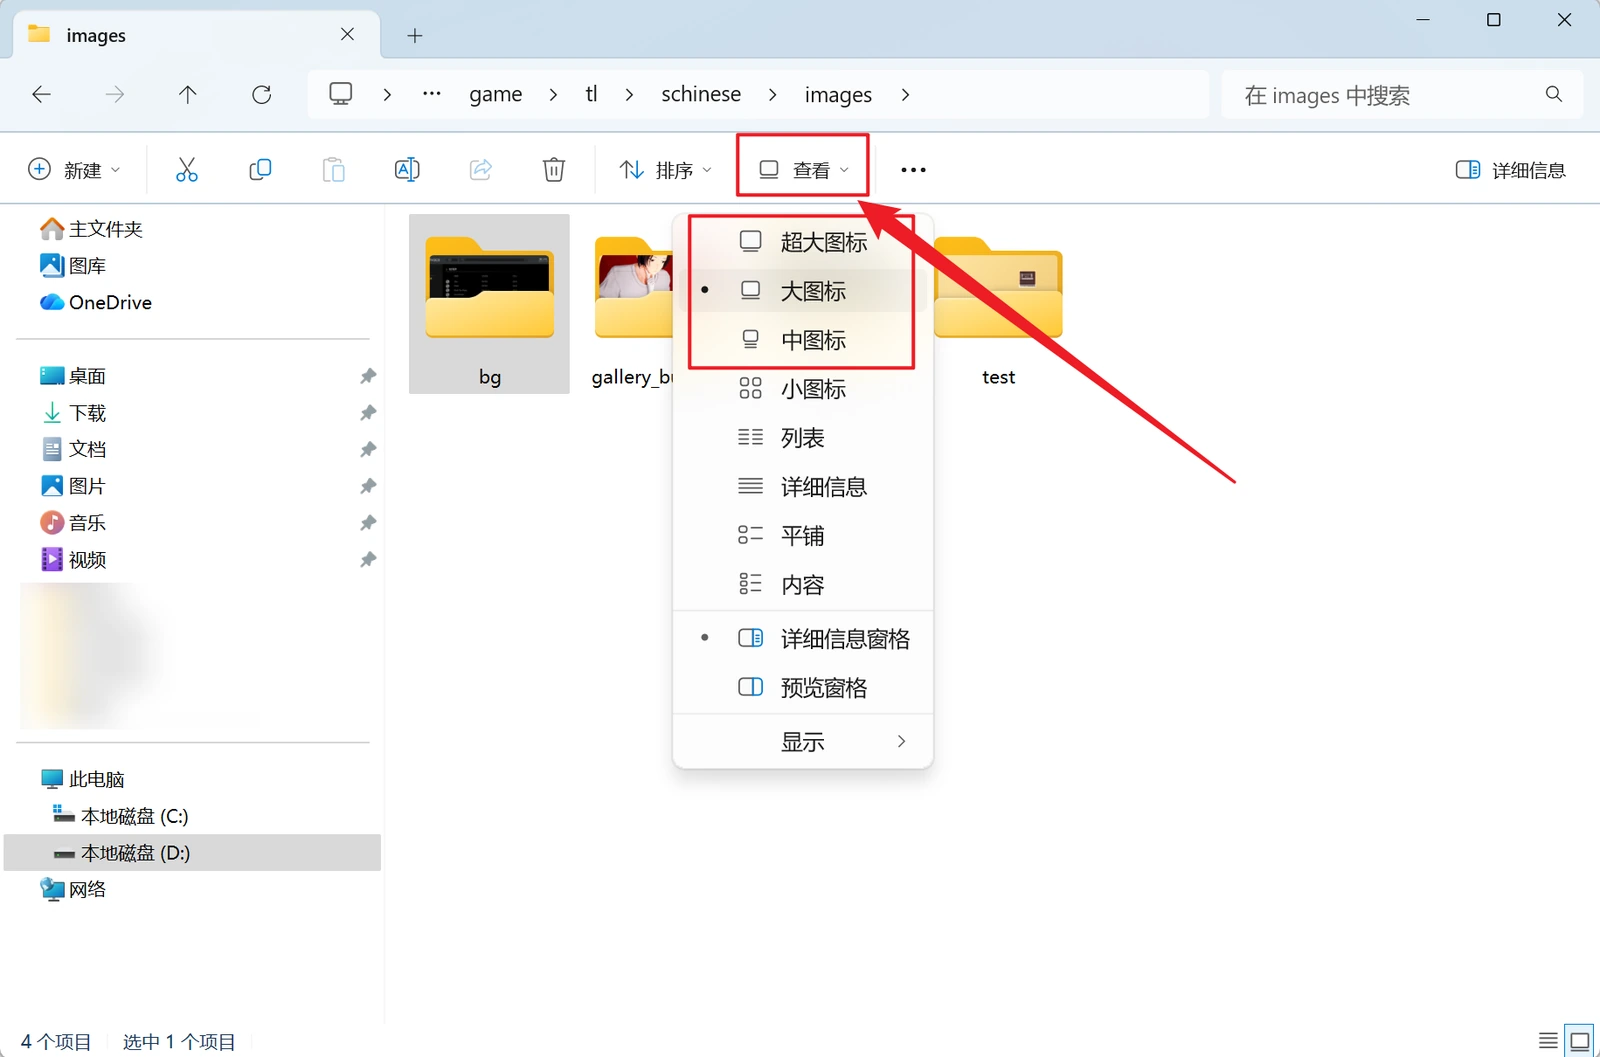 images
game > tl > schinese > images >
在 images 中搜索
新建
排序
查看
详细信息
主文件夹
图库
OneDrive
桌面
下载
文档
图片
音乐
视频
此电脑
本地磁盘 (C:)
本地磁盘 (D:)
网络
bg
gallery_bu
test
超大图标
大图标
中图标
小图标
列表
详细信息
平铺
内容
详细信息窗格
预览窗格
显示
4 个项目
选中 1 个项目